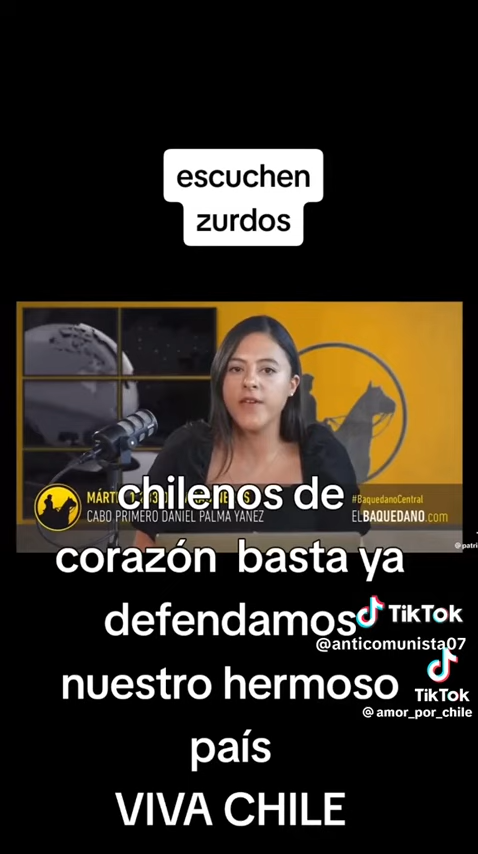 escuchen
zurdos
chilenos de
#BaquedanoCentral
CABO PRIMERO DANIEL PALMA YÁÑEZ
ELBAQUEDANO.com
corazón basta ya
defendamos
TikTok
@anticomunista07
nuestro hermoso
TikTok
@amor_por_chile
país
VIVA CHILE